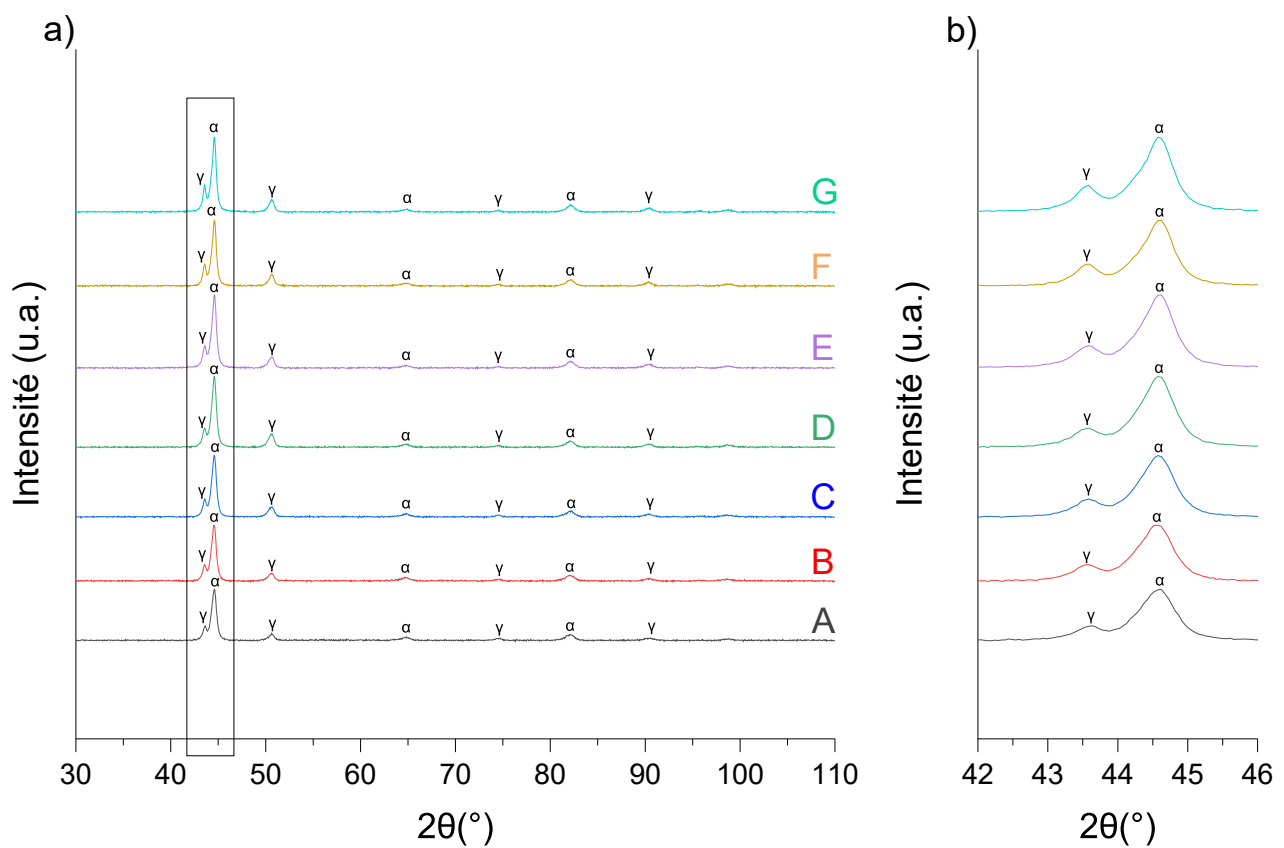 a)
b)
α
α
γ
γ
γ
α
γ
α
γ
G
α
α
γ
γ
γ
α
γ
α
γ
F
α
α
γ
γ
γ
α
γ
α
γ
E
α
α
γ
γ
γ
α
γ
α
γ
D
α
α
γ
γ
γ
α
γ
α
γ
C
α
α
γ
γ
γ
α
γ
α
γ
B
α
α
γ
γ
γ
α
γ
α
γ
A
Intensité (u.a.)
Intensité (u.a.)
30 40 50 60 70 80 90 100 110
42 43 44 45 46
2θ(°)
2θ(°)